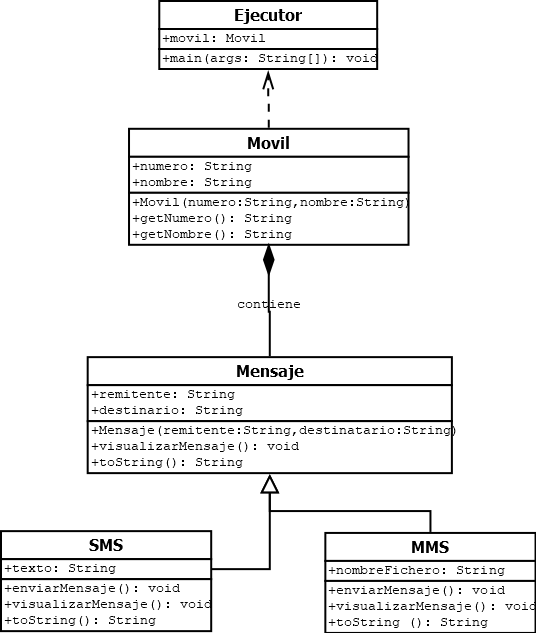 Ejecutor
+movil: Movil
+main(args: String[]): void
Movil
+numero: String
+nombre: String
+Movil(numero:String,nombre:String)
+getNumero(): String
+getNombre(): String
contiene
Mensaje
+remitente: String
+destinario: String
+Mensaje(remitente:String,destinatario:String)
+visualizarMensaje(): void
+toString(): String
SMS
+texto: String
+enviarMensaje(): void
+visualizarMensaje(): void
+toString(): String
MMS
+nombreFichero: String
+enviarMensaje(): void
+visualizarMensaje(): void
+toString (): String